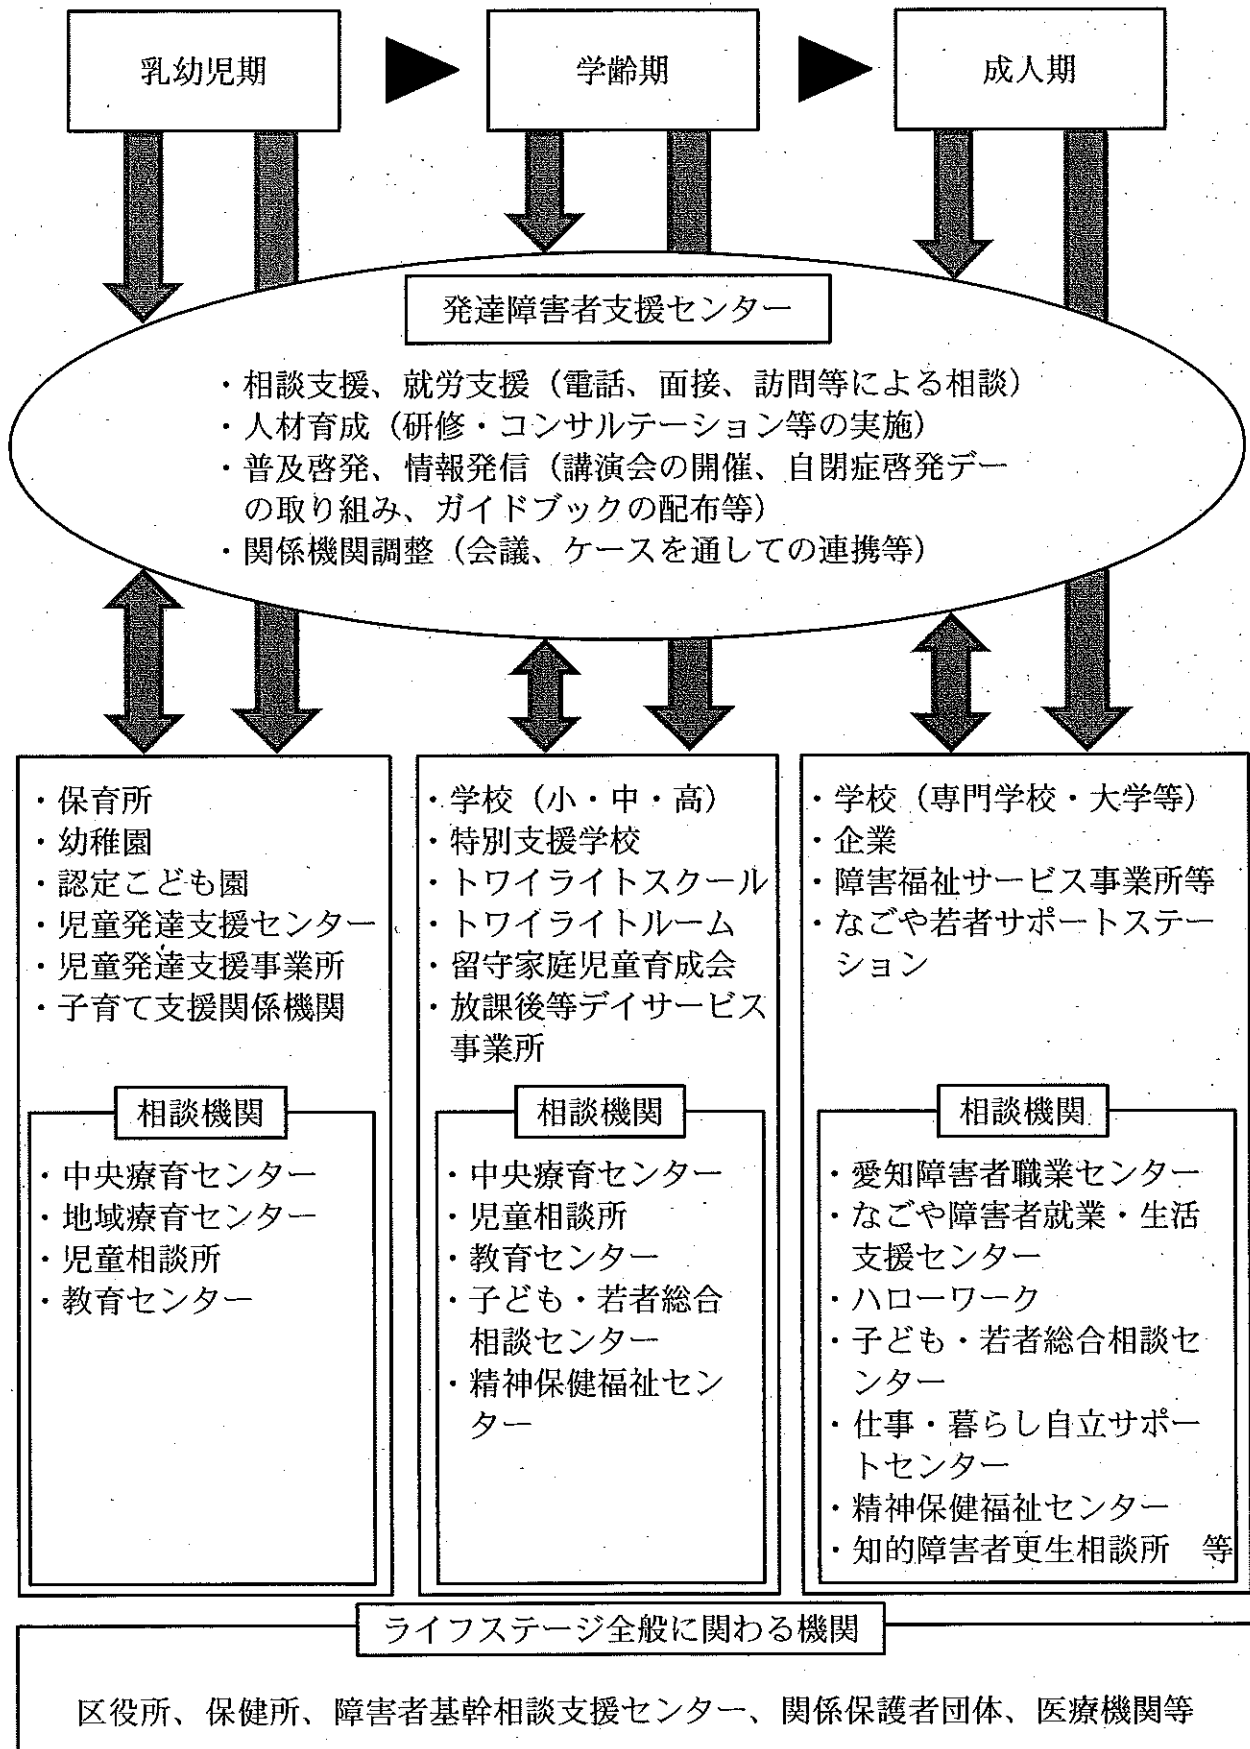 乳幼児期
学齢期
成人期
発達障害者支援センター
・相談支援、就労支援（電話、面接、訪問等による相談）
・人材育成（研修・コンサルテーション等の実施）
・普及啓発、情報発信（講演会の開催、自閉症啓発デー
の取り組み、ガイドブックの配布等）
・関係機関調整（会議、ケースを通しての連携等）
・保育所
・幼稚園
・認定こども園
・児童発達支援センター
・児童発達支援事業所
・子育て支援関係機関
相談機関
・中央療育センター
・地域療育センター
・児童相談所
・教育センター
・学校（小・中・高）
・特別支援学校
・トワイライトスクール
・トワイライトルーム
・留守家庭児童育成会
・放課後等デイサービス
事業所
相談機関
・中央療育センター
・児童相談所
・教育センター
・子ども・若者総合
相談センター
・精神保健福祉セン
ター
・学校（専門学校・大学等）
・企業
・障害福祉サービス事業所等
・なごや若者サポートステー
ション
相談機関
・愛知障害者職業センター
・なごや障害者就業・生活
支援センター
・ハローワーク
・子ども・若者総合相談セ
ンター
・仕事・暮らし自立サポー
トセンター
・精神保健福祉センター
・知的障害者更生相談所　等
ライフステージ全般に関わる機関
区役所、保健所、障害者基幹相談支援センター、関係保護者団体、医療機関等